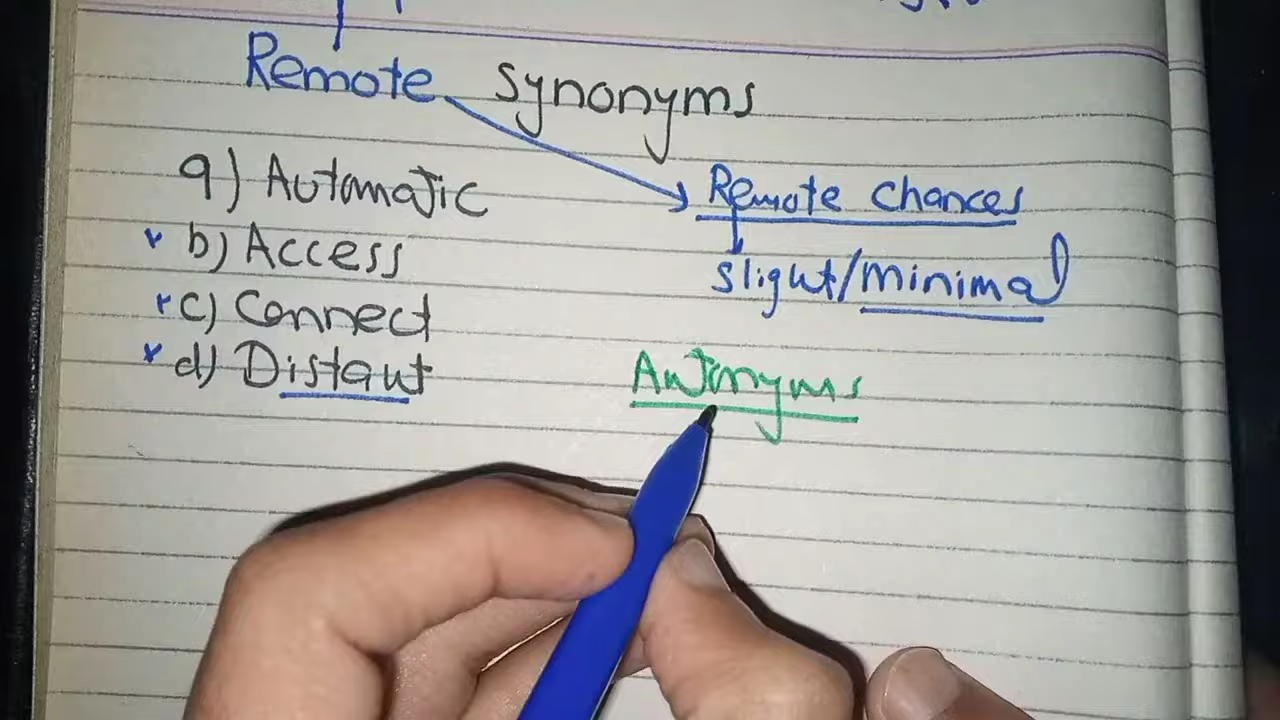 Remote synonyms
a) Automatic
b) Access
c) Connect
d) Distant
Remote chances
slight/minimal
Antonyms